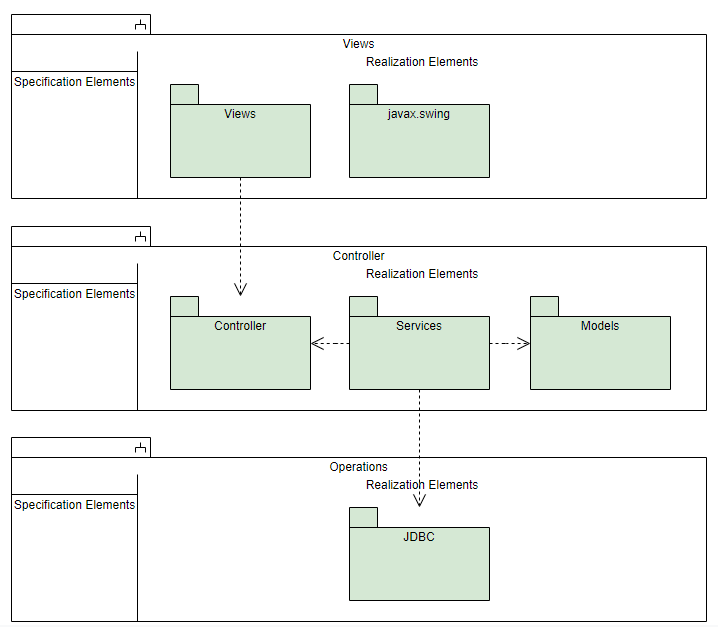 Views
Realization Elements
Specification Elements
Views
javax.swing
Controller
Realization Elements
Specification Elements
Controller
Services
Models
Operations
Realization Elements
Specification Elements
JDBC